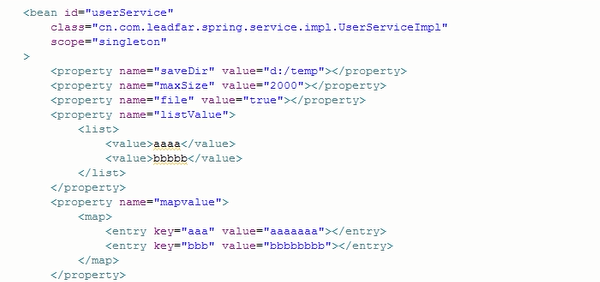 <bean id="userService"
class="cn.com.leadfar.spring.service.impl.UserServiceImpl"
scope="singleton"
>
<property name="saveDir" value="d:/temp"></property>
<property name="maxSize" value="2000"></property>
<property name="file" value="true"></property>
<property name="listValue">
<list>
<value>aaaa</value>
<value>bbbbb</value>
</list>
</property>
<property name="mapvalue">
<map>
<entry key="aaa" value="aaaaaaa"></entry>
<entry key="bbb" value="bbbbbbbb"></entry>
</map>
</property>